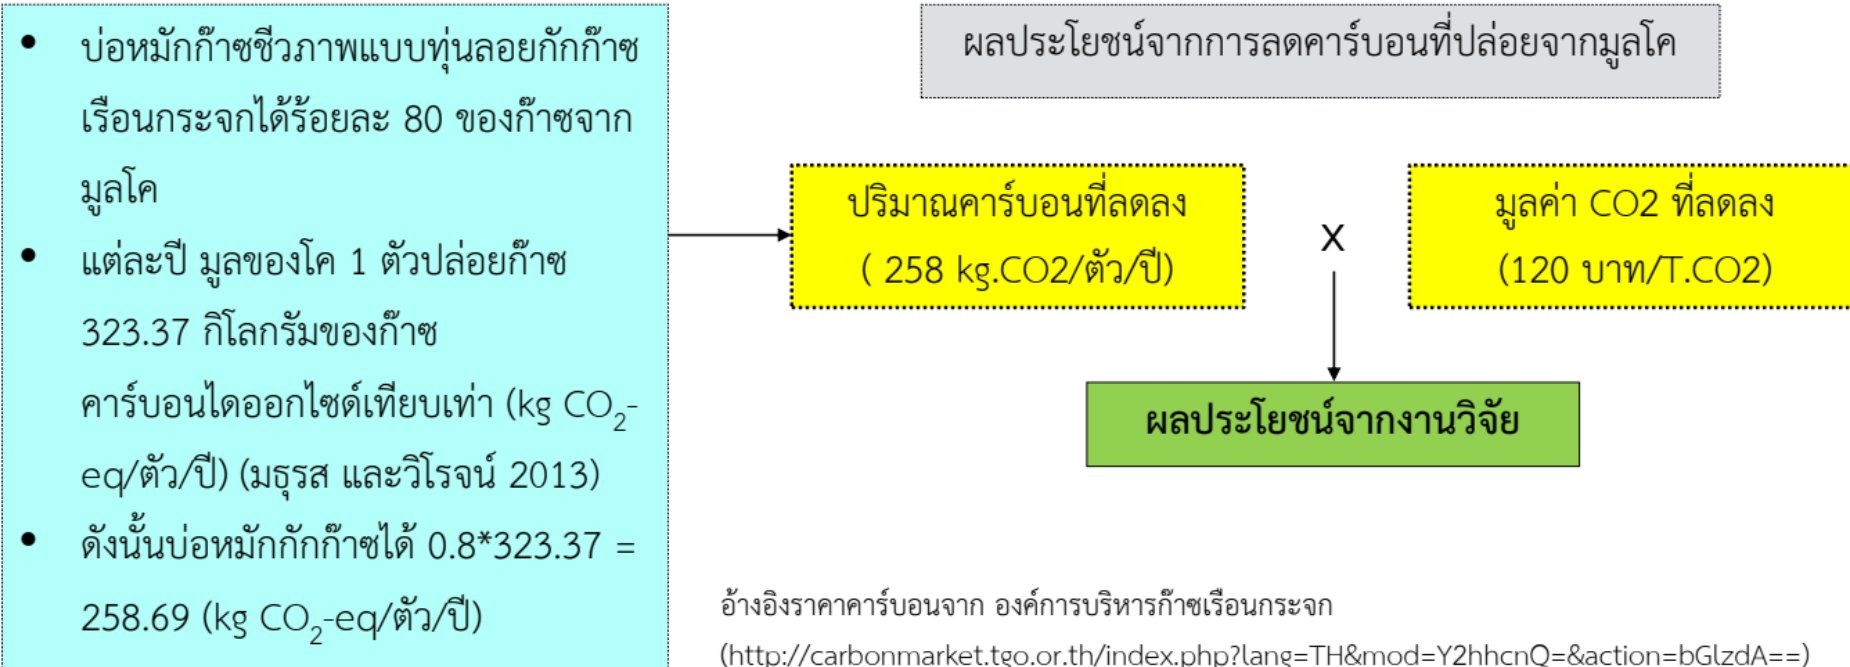 • บ่อหมักก๊าซชีวภาพแบบทุ่นลอยกักก๊าซ
เรือนกระจกได้ร้อยละ 80 ของก๊าซจาก
มูลโค
• แต่ละปี มูลของโค 1 ตัวปล่อยก๊าซ
323.37 กิโลกรัมของก๊าซ
คาร์บอนไดออกไซด์เทียบเท่า (kg CO₂-
eq/ตัว/ปี) (มธุรส และวิโรจน์ 2013)
• ดังนั้นบ่อหมักกักก๊าซได้ 0.8*323.37 =
258.69 (kg CO₂-eq/ตัว/ปี)
ผลประโยชน์จากการลดคาร์บอนที่ปล่อยจากมูลโค
ปริมาณคาร์บอนที่ลดลง
( 258 kg.CO2/ตัว/ปี)
X
มูลค่า CO2 ที่ลดลง
(120 บาท/T.CO2)
ผลประโยชน์จากงานวิจัย
อ้างอิงราคาคาร์บอนจาก องค์การบริหารก๊าซเรือนกระจก
(http://carbonmarket.tgo.or.th/index.php?lang=TH&mod=Y2hhcnQ=&action=bGlzdA==)